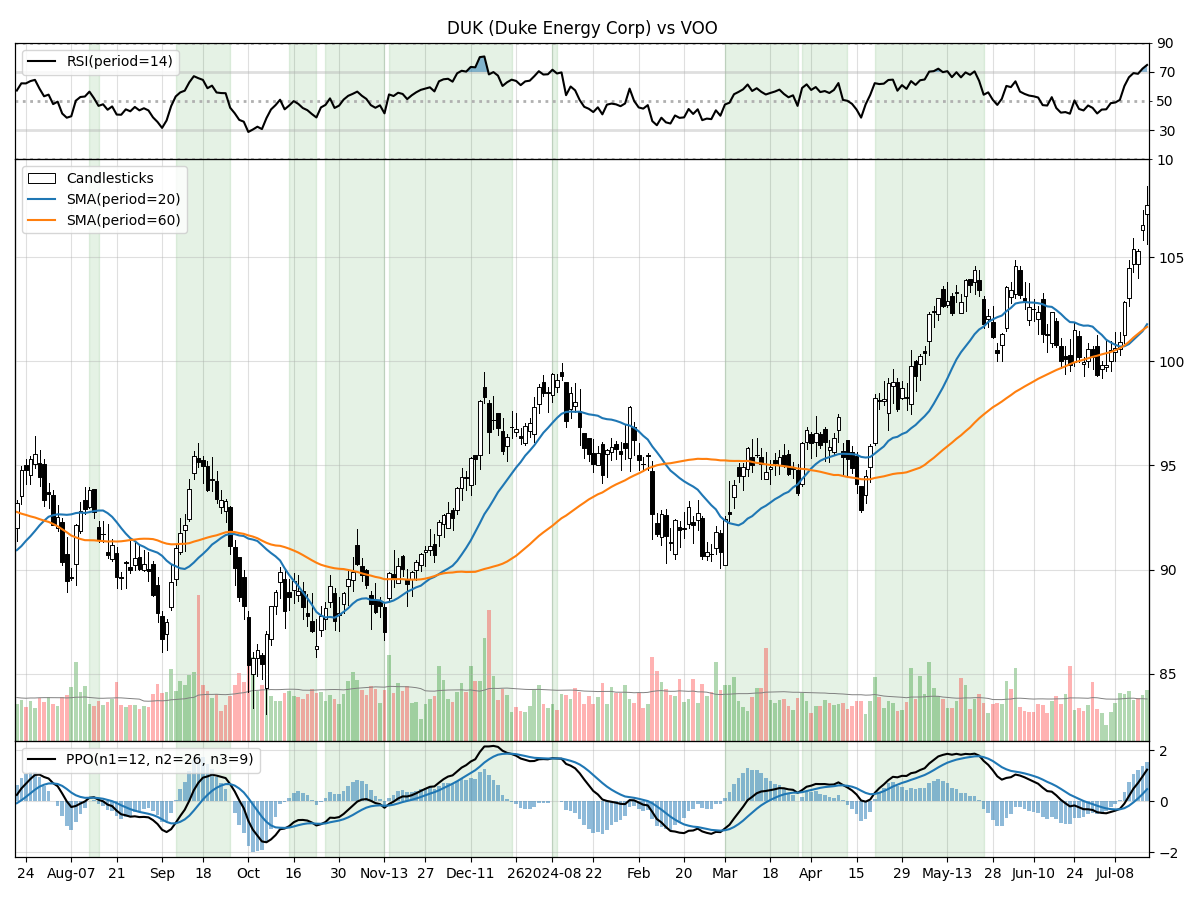 DUK (Duke Energy Corp) vs VOO
RSI(period=14)
90
70
50
30
10
Candlesticks
SMA(period=20)
SMA(period=60)
105
100
95
90
85
PPO(n1=12, n2=26, n3=9)
2
0
−2
24 Aug-07 21 Sep 18 Oct 16 30 Nov-13 27 Dec-11 26 2024-08 22 Feb 20 Mar 18 Apr 15 29 May-13 28 Jun-10 24 Jul-08